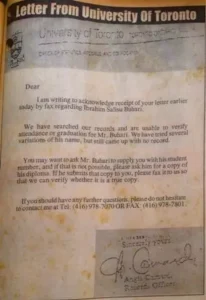 Letter From University Of Toronto
University of Toronto
Dear
I am writing to acknowledge receipt of your letter earlier
today by fax regarding Ibrahim Salisu Buhari.
We have searched our records and are unable to verify
attendance or graduation for Mr. Buhari. We have tried several
variations of his name, but still came up with no record.
You may want to ask Mr. Buhari to supply you with his student
number, and if that is not possible, please ask him for a copy of
his diploma. If he submits that copy to you, please fax it to us so
that we can verify whether it is a true copy.
If you should have any further questions, please do not hesitate
to contact me at Tel: (416) 978-7030 OR FAX: (416) 978-7801.
Sincerely Yours